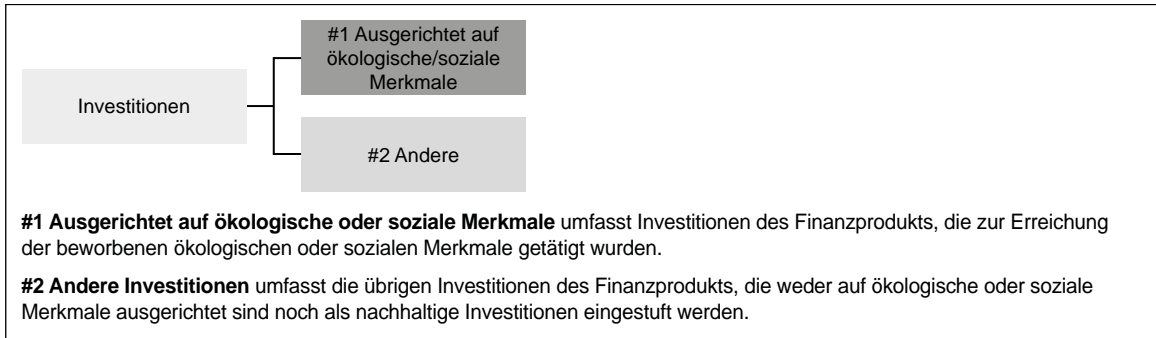 #1 Ausgerichtet auf
ökologische/soziale
Merkmale
Investitionen
#2 Andere
#1 Ausgerichtet auf ökologische oder soziale Merkmale umfasst Investitionen des Finanzprodukts, die zur Erreichung
der beworbenen ökologischen oder sozialen Merkmale getätigt wurden.
#2 Andere Investitionen umfasst die übrigen Investitionen des Finanzprodukts, die weder auf ökologische oder soziale
Merkmale ausgerichtet sind noch als nachhaltige Investitionen eingestuft werden.